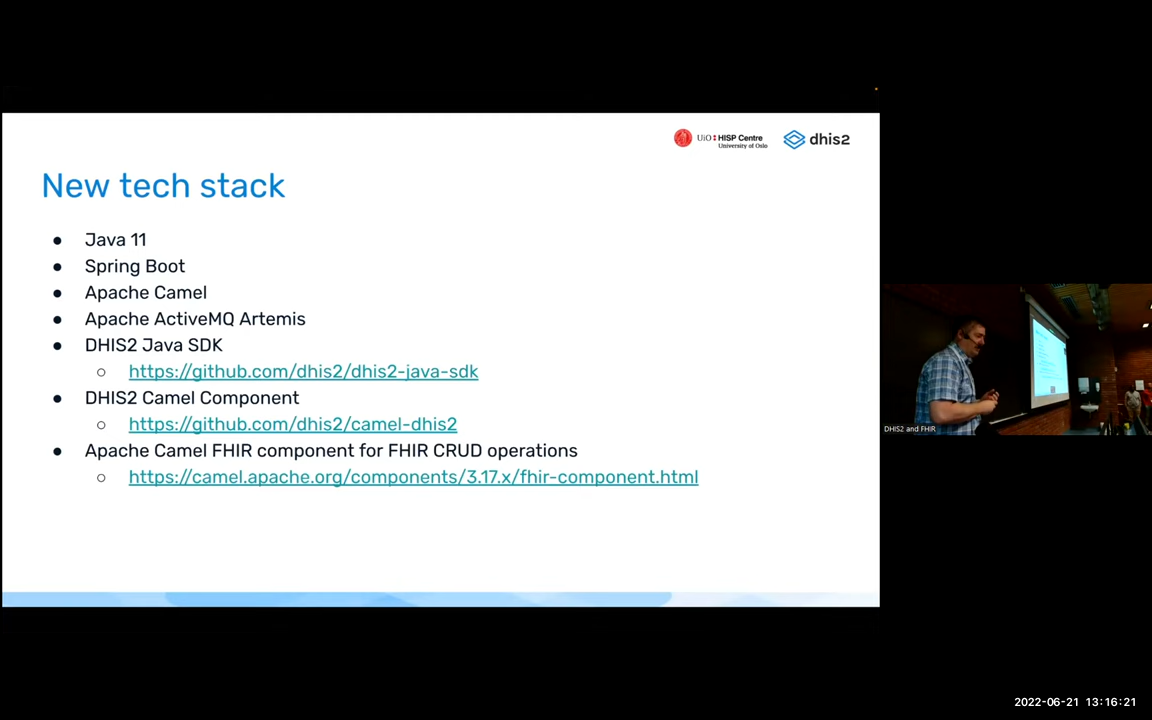 UiO HISP Centre
University of Oslo
dhis2
New tech stack
● Java 11
● Spring Boot
● Apache Camel
● Apache ActiveMQ Artemis
● DHIS2 Java SDK
○ https://github.com/dhis2/dhis2-java-sdk
● DHIS2 Camel Component
○ https://github.com/dhis2/camel-dhis2
● Apache Camel FHIR component for FHIR CRUD operations
○ https://camel.apache.org/components/3.17.x/fhir-component.html
DHIS2 and FHIR
2022-06-21 13:16:21